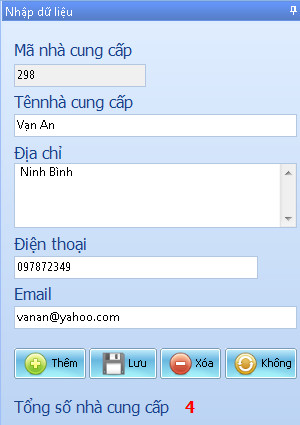 Nhập dữ liệu
Mã nhà cung cấp
298
Tênnhà cung cấp
Vạn An
Địa chỉ
Ninh Bình
Điện thoại
097872349
Email
vanan@yahoo.com
Thêm Lưu Xóa Không
Tổng số nhà cung cấp 4